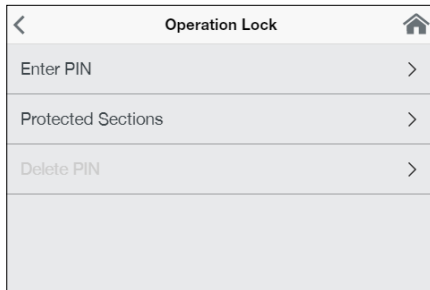 Operation Lock
Enter PIN
Protected Sections
Delete PIN